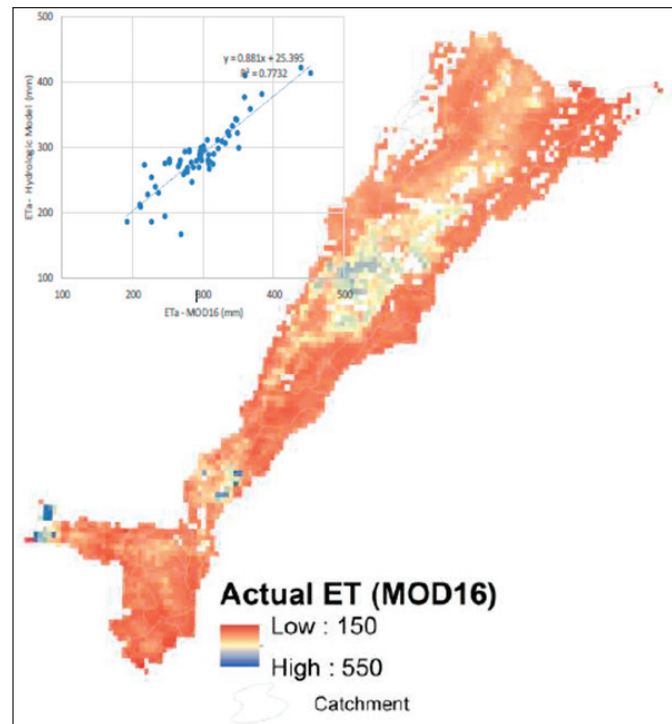 500
y = 0.881x + 25.395
R² = 0.7732
400
300
200
100
ETa - Hydrologic Model (mm)
100 200 300 400 500
ETa - MOD16 (mm)
Actual ET (MOD16)
Low : 150
High : 550
Catchment